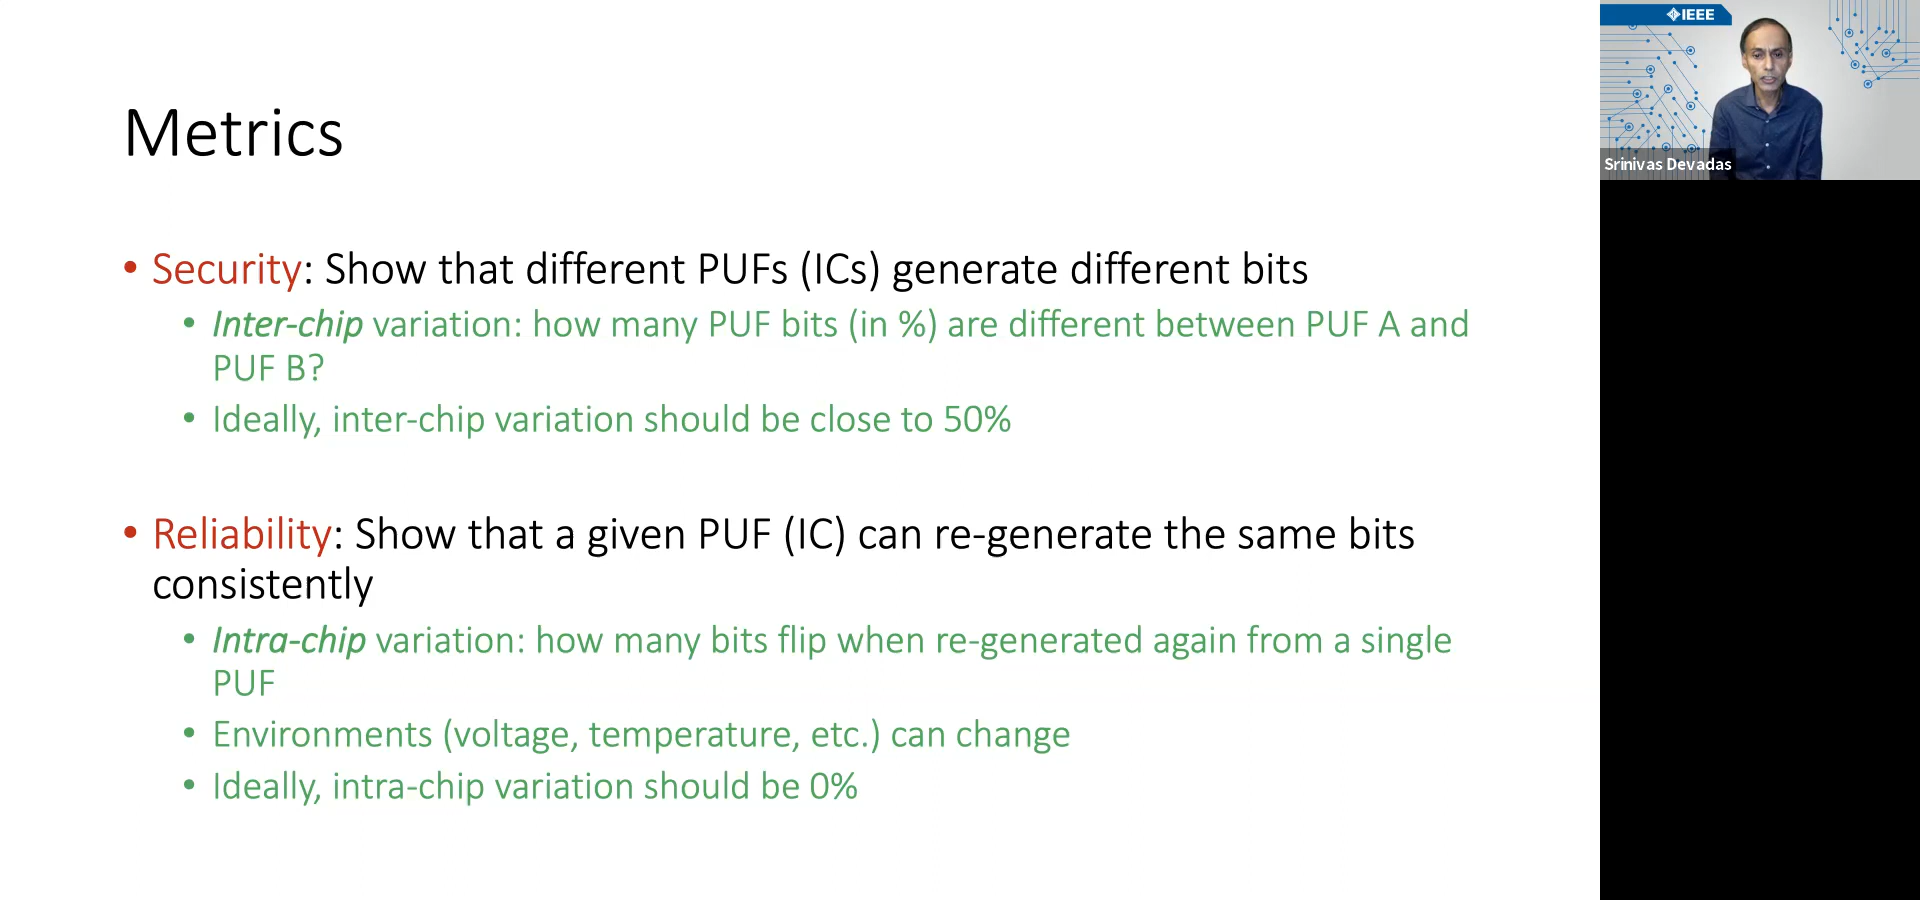 Metrics
• Security: Show that different PUFs (ICs) generate different bits
• Inter-chip variation: how many PUF bits (in %) are different between PUF A and
PUF B?
• Ideally, inter-chip variation should be close to 50%
• Reliability: Show that a given PUF (IC) can re-generate the same bits
consistently
• Intra-chip variation: how many bits flip when re-generated again from a single
PUF
• Environments (voltage, temperature, etc.) can change
• Ideally, intra-chip variation should be 0%
IEEE
Srinivas Devadas